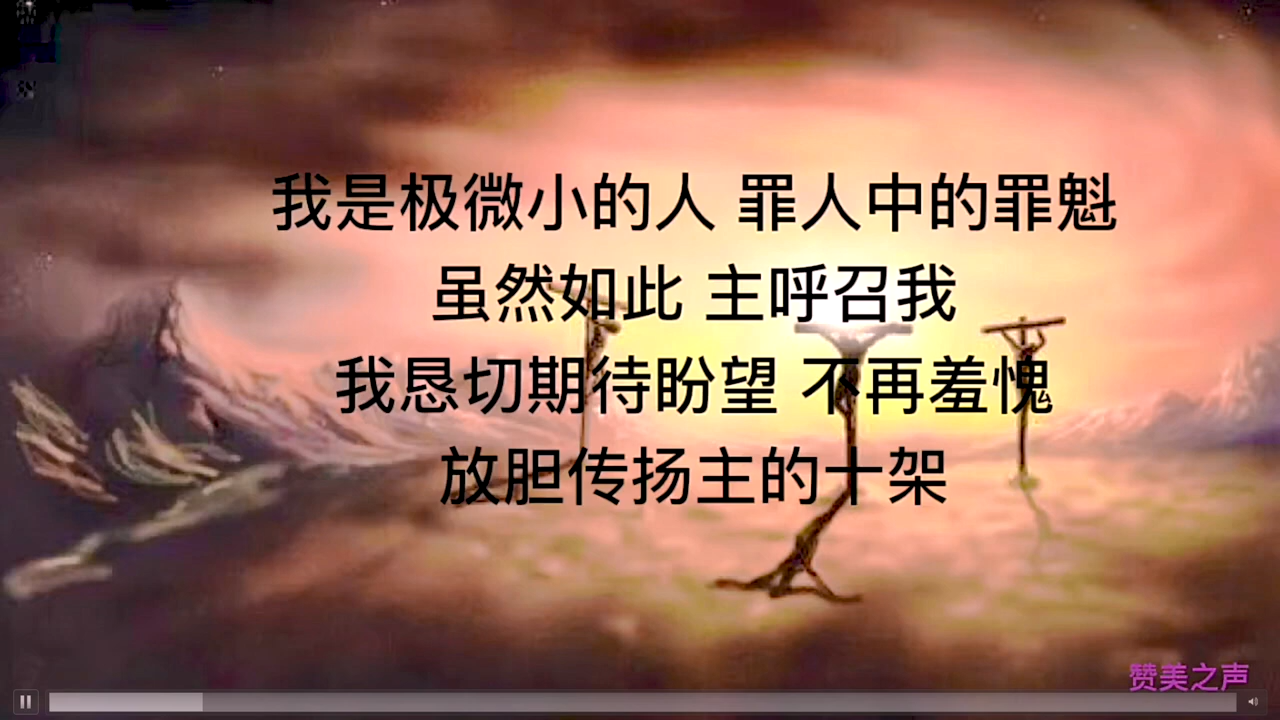 我是极微小的人 罪人中的罪魁
虽然如此 主呼召我
我恳切期待盼望 不再羞愧
放胆传扬主的十架
赞美之声